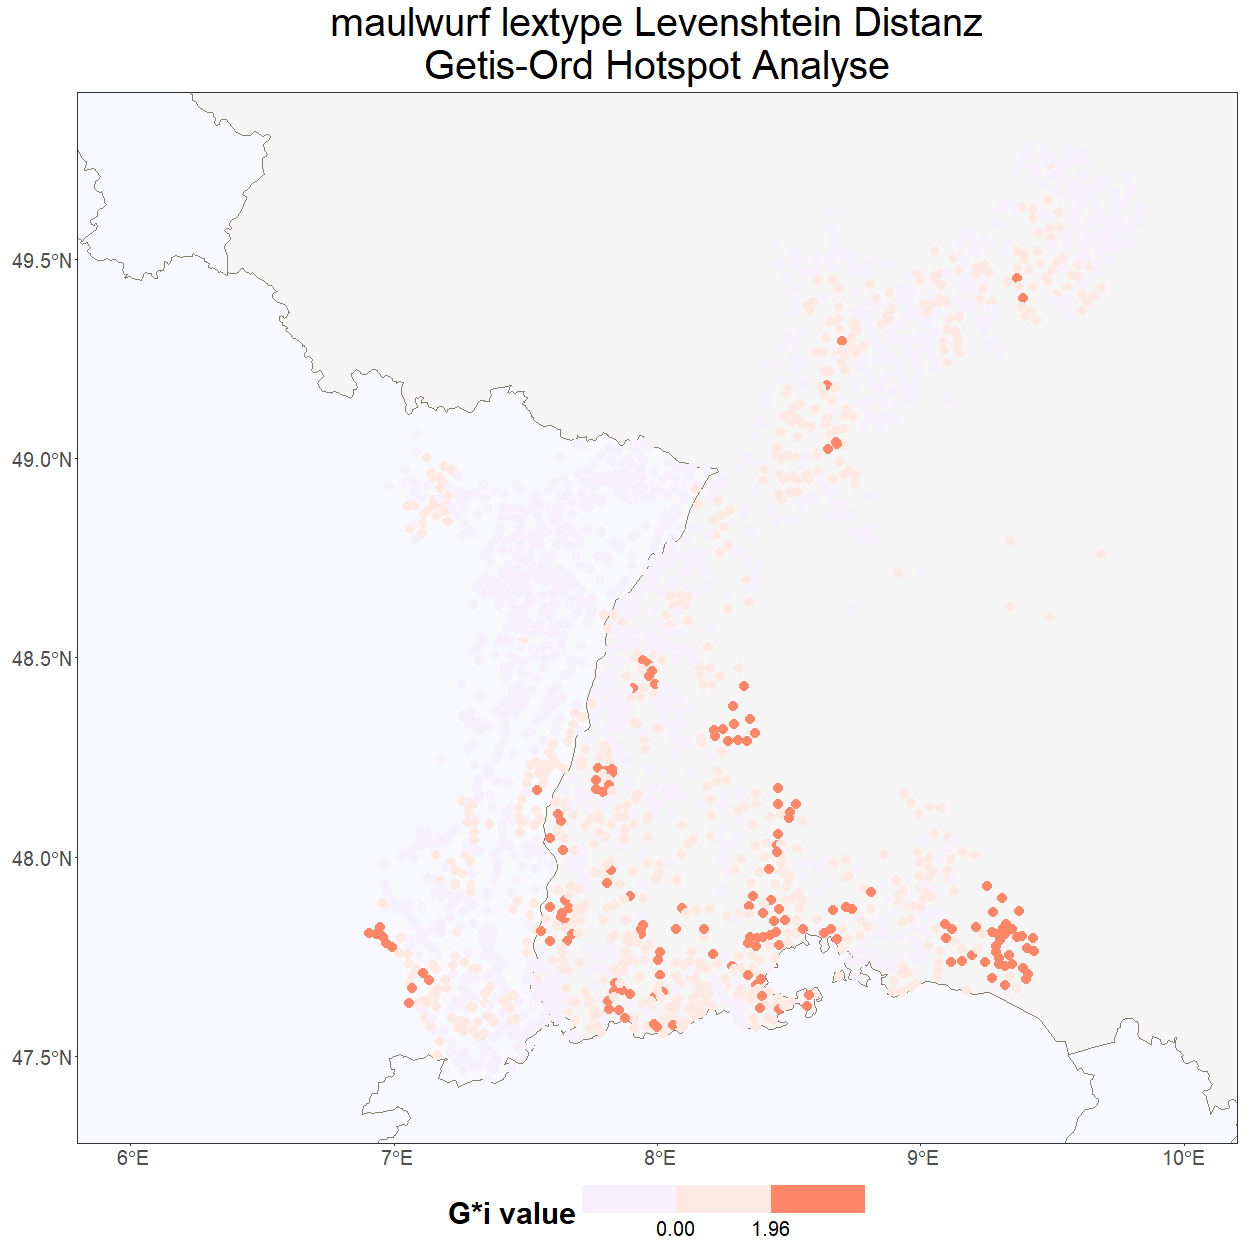 maulwurf lextype Levenshtein Distanz
Getis-Ord Hotspot Analyse
49.5°N
49.0°N
48.5°N
48.0°N
47.5°N
6°E 7°E 8°E 9°E 10°E
G*i value
0.00 1.96